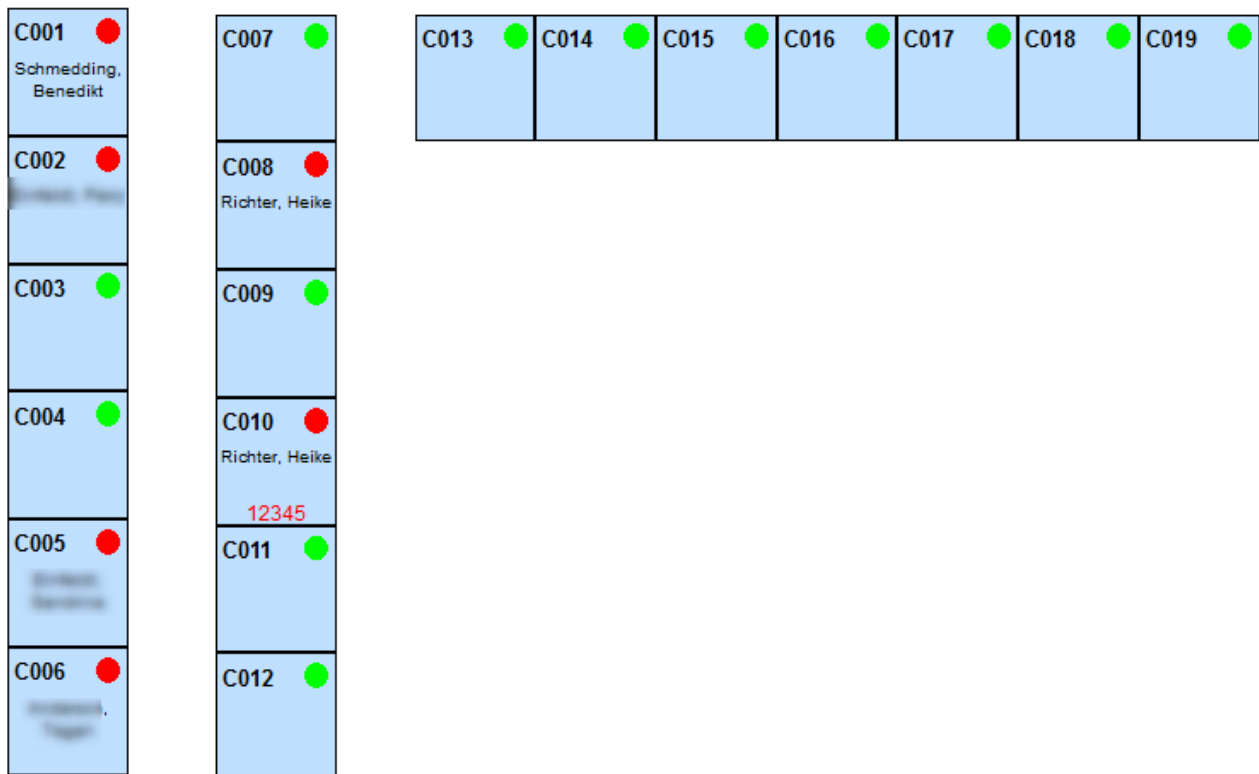 C001
Schmedding,
Benedikt
C002
C003
C004
C005
C006
C007
C008
Richter, Heike
C009
C010
Richter, Heike
12345
C011
C012
C013 C014 C015 C016 C017 C018 C019